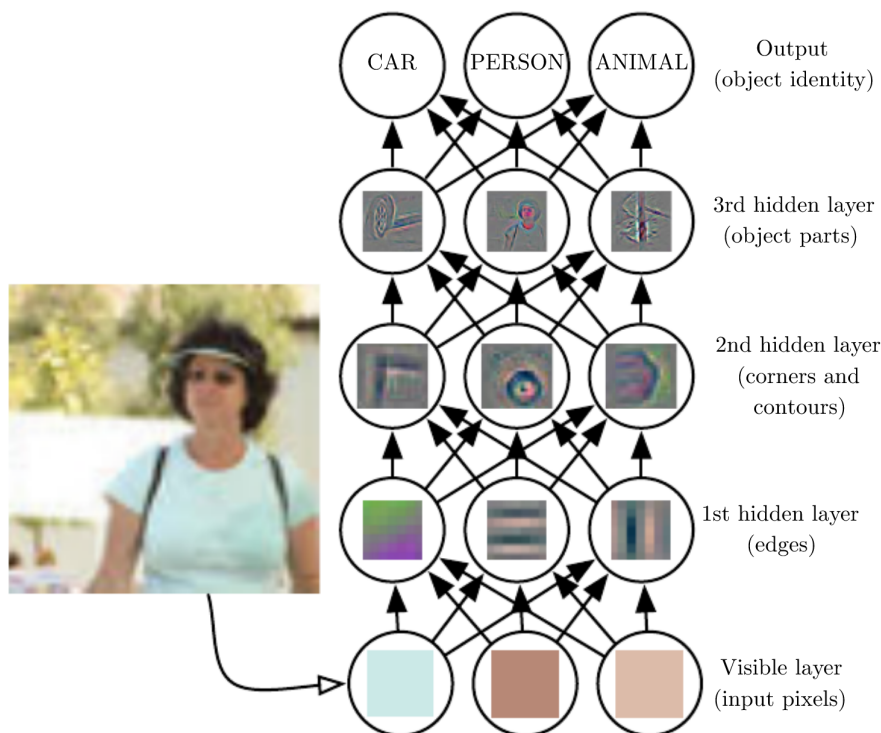 CAR PERSON ANIMAL
Output
(object identity)
3rd hidden layer
(object parts)
2nd hidden layer
(corners and
contours)
1st hidden layer
(edges)
Visible layer
(input pixels)